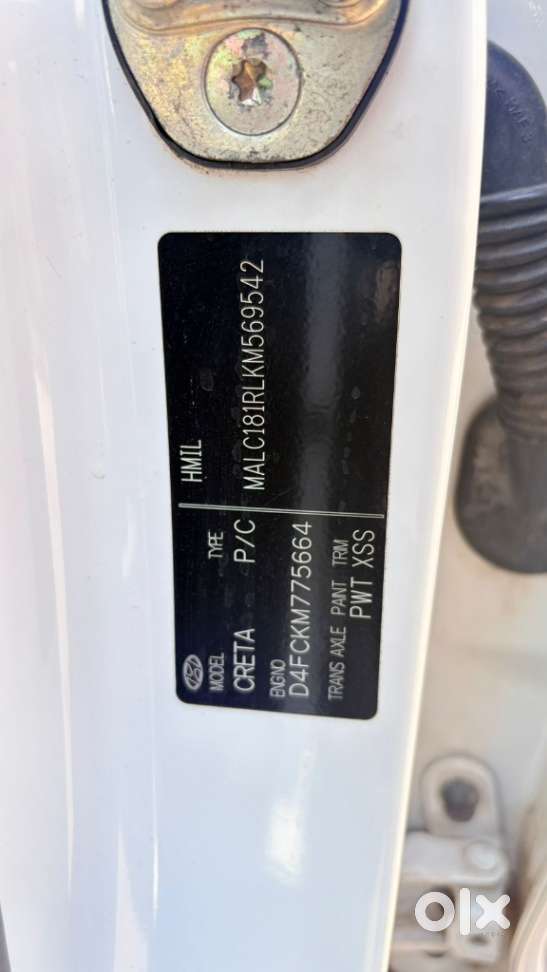 HMIL
MODEL TYPE
CRETA P/C MALC181RLKM569542
ENGNO
D4FCKM775664
TRANS AXLE PAINT TRIM
PWT XSS
olx